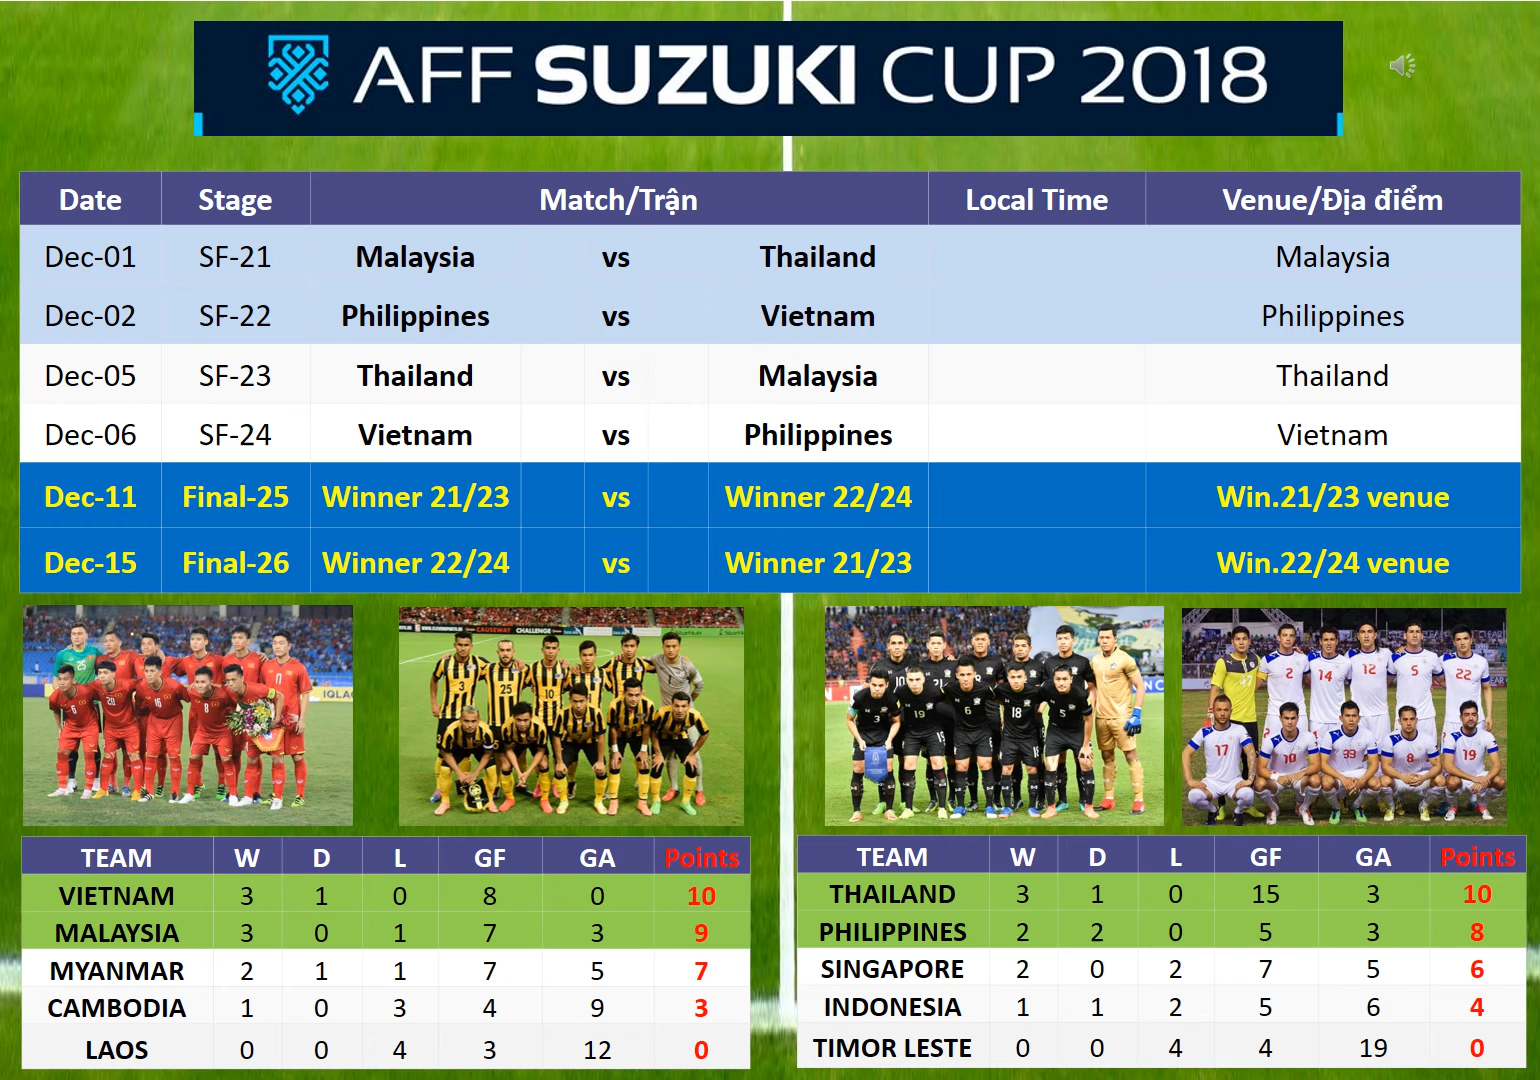 AFF SUZUKI CUP 2018
Date Stage Match/Trận Local Time Venue/Địa điểm
Dec-01 SF-21 Malaysia vs Thailand Malaysia
Dec-02 SF-22 Philippines vs Vietnam Philippines
Dec-05 SF-23 Thailand vs Malaysia Thailand
Dec-06 SF-24 Vietnam vs Philippines Vietnam
Dec-11 Final-25 Winner 21/23 vs Winner 22/24 Win.21/23 venue
Dec-15 Final-26 Winner 22/24 vs Winner 21/23 Win.22/24 venue
TEAM W D L GF GA Points
VIETNAM 3 1 0 8 0 10
MALAYSIA 3 0 1 7 3 9
MYANMAR 2 1 1 7 5 7
CAMBODIA 1 0 3 4 9 3
LAOS 0 0 4 3 12 0
TEAM W D L GF GA Points
THAILAND 3 1 0 15 3 10
PHILIPPINES 2 2 0 5 3 8
SINGAPORE 2 0 2 7 5 6
INDONESIA 1 1 2 5 6 4
TIMOR LESTE 0 0 4 4 19 0